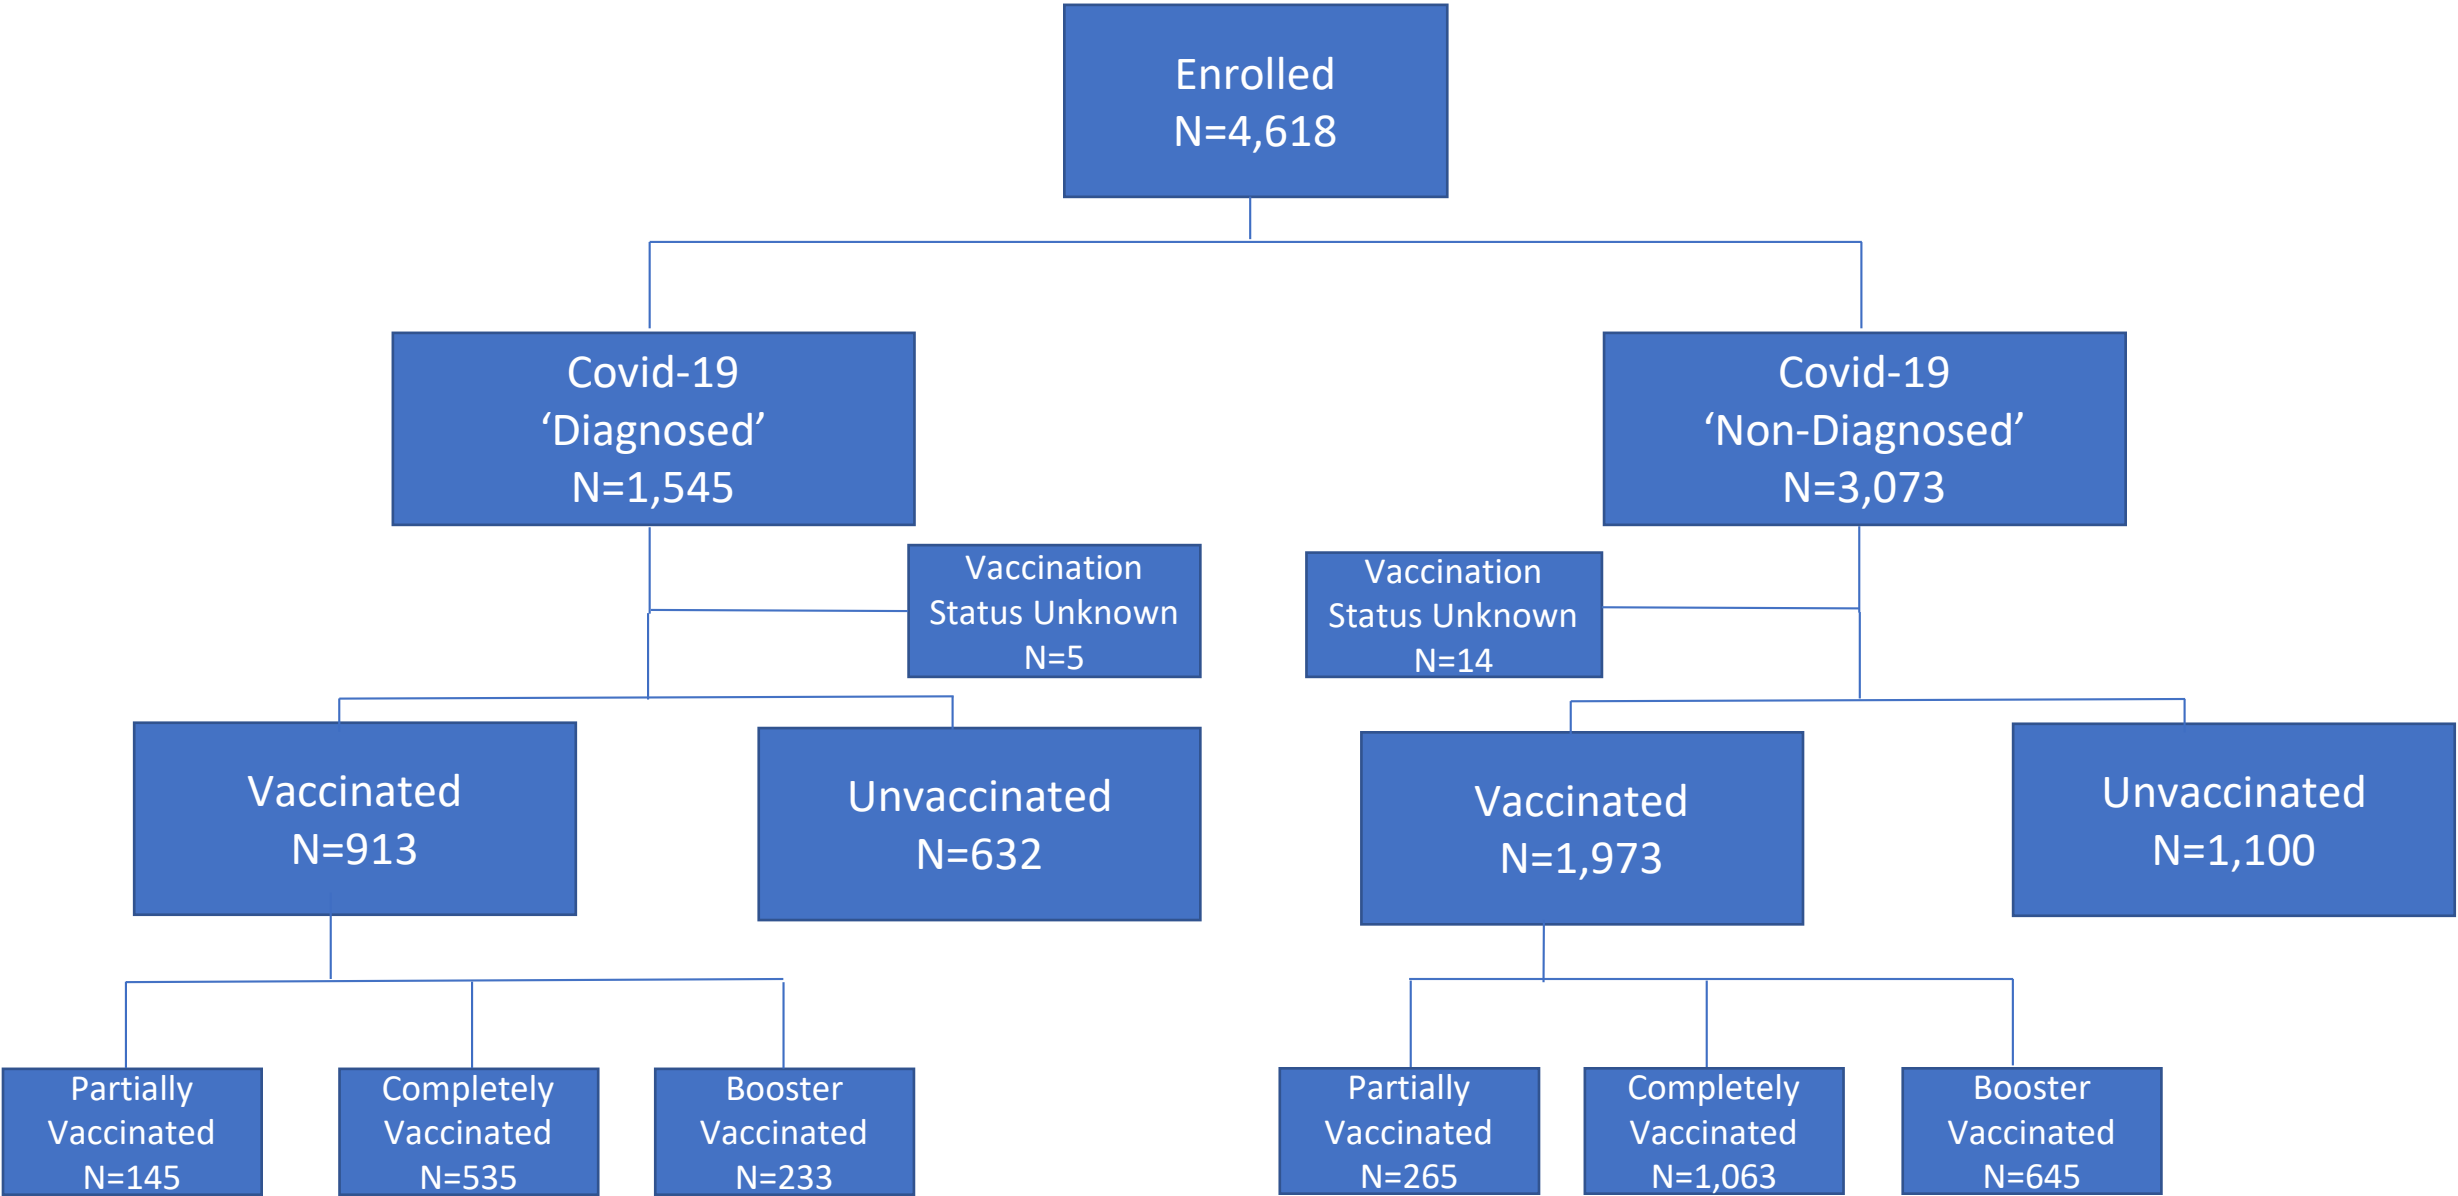 Enrolled
N=4,618
Covid-19
‘Diagnosed’
N=1,545
Covid-19
‘Non-Diagnosed’
N=3,073
Vaccination
Status Unknown
N=5
Vaccination
Status Unknown
N=14
Vaccinated
N=913
Unvaccinated
N=632
Vaccinated
N=1,973
Unvaccinated
N=1,100
Partially
Vaccinated
N=145
Completely
Vaccinated
N=535
Booster
Vaccinated
N=233
Partially
Vaccinated
N=265
Completely
Vaccinated
N=1,063
Booster
Vaccinated
N=645